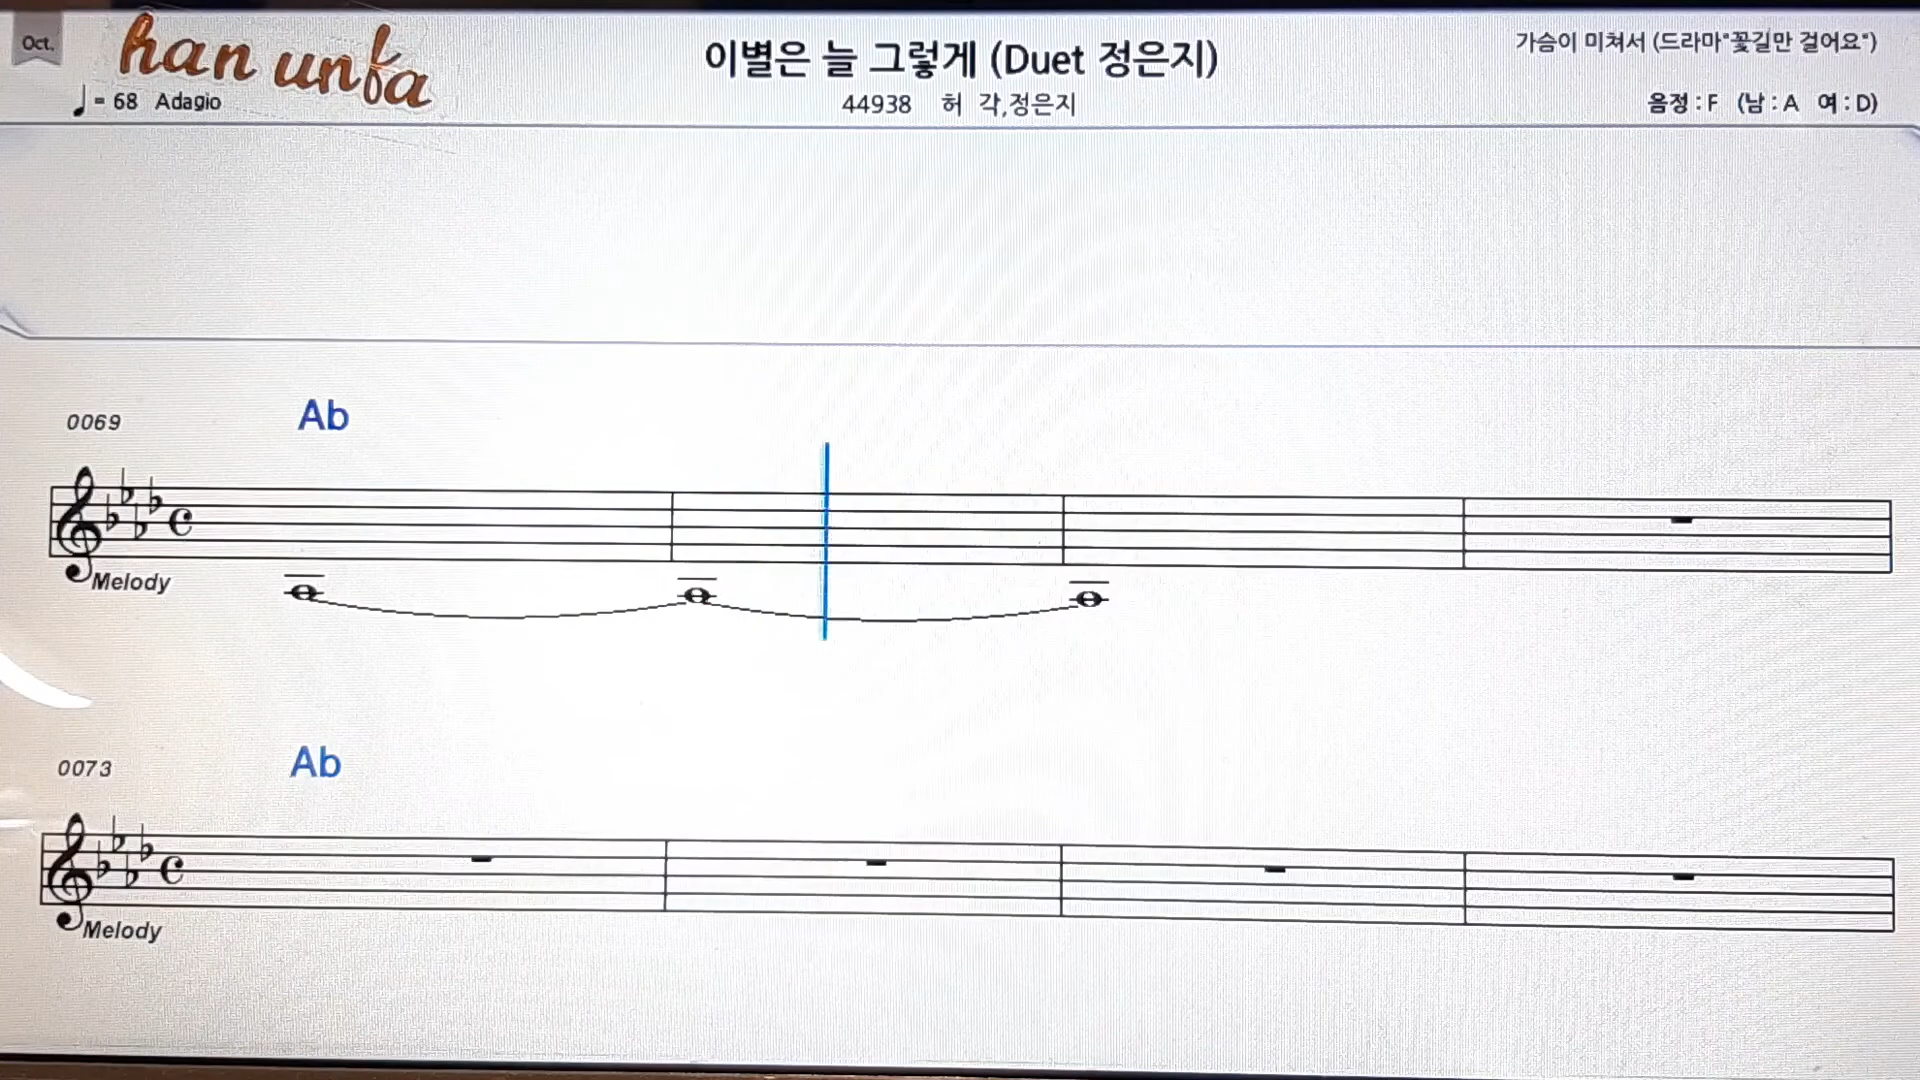 Oct.
han unfa
이별은 늘 그렇게 (Duet 정은지)
가슴이 미쳐서 (드라마"꽃길만 걸어요")
♩= 68 Adagio
44938 허 각,정은지
음정 : F (남 : A 여 : D)
0069 Ab
Melody
0073 Ab
Melody